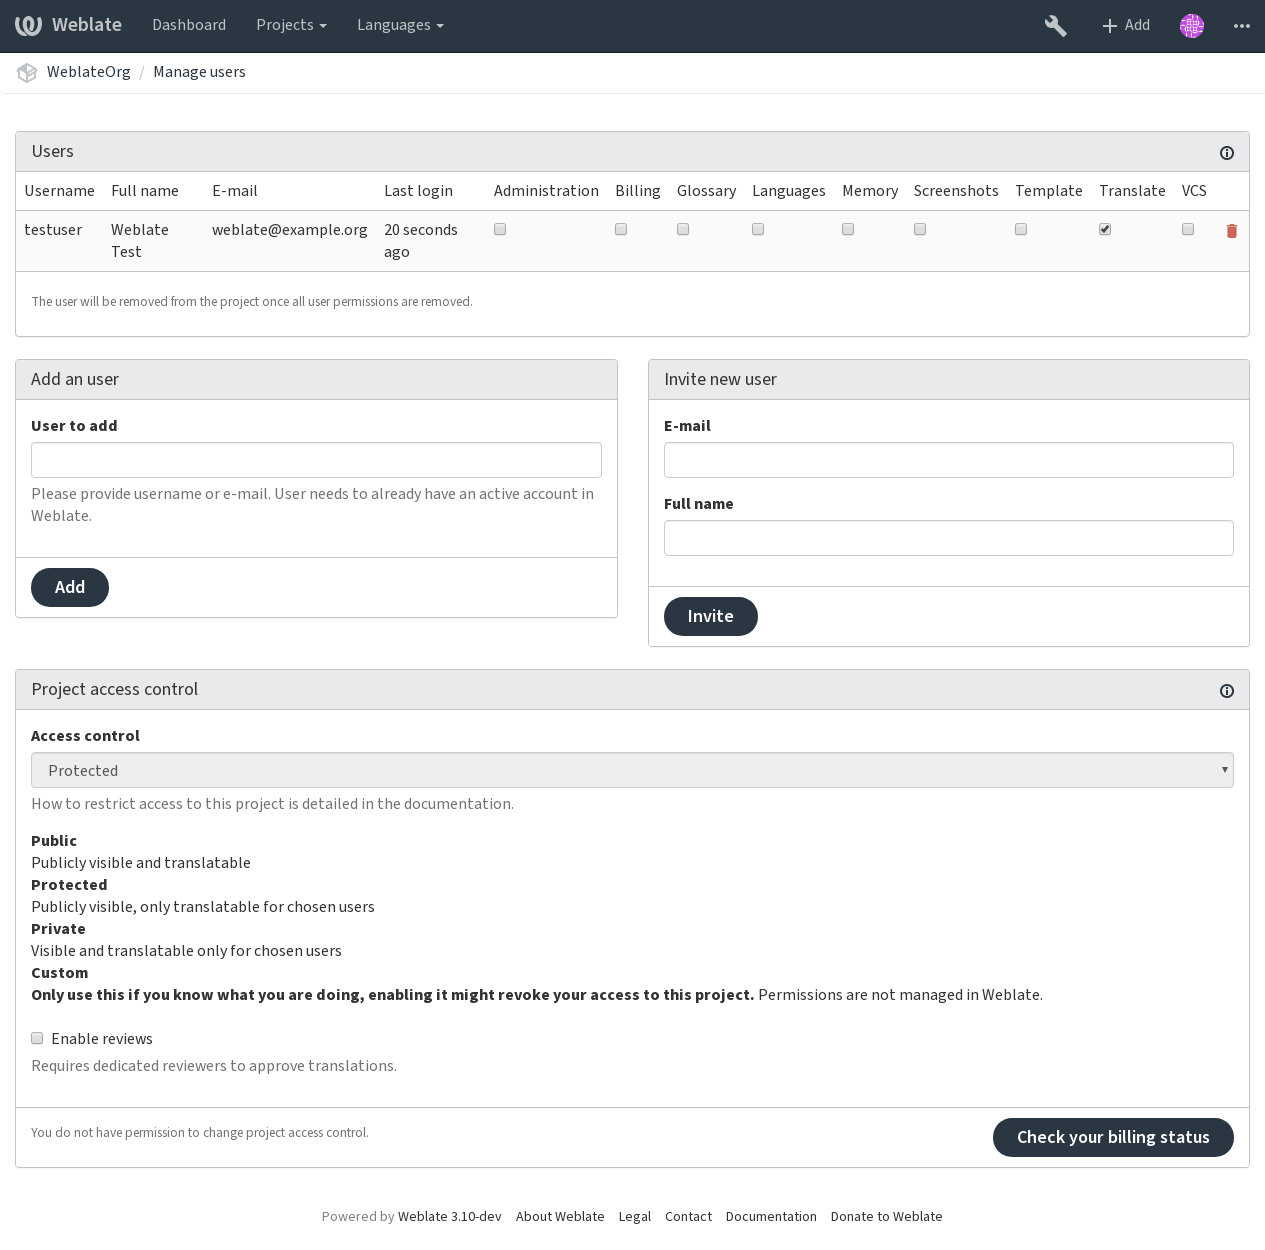 Weblate Dashboard Projects Languages Add
WeblateOrg / Manage users
Users
Username Full name E-mail Last login Administration Billing Glossary Languages Memory Screenshots Template Translate VCS
testuser Weblate Test weblate@example.org 20 seconds ago
The user will be removed from the project once all user permissions are removed.
Add an user
User to add
Please provide username or e-mail. User needs to already have an active account in
Weblate.
Add
Invite new user
E-mail
Full name
Invite
Project access control
Access control
Protected
How to restrict access to this project is detailed in the documentation.
Public
Publicly visible and translatable
Protected
Publicly visible, only translatable for chosen users
Private
Visible and translatable only for chosen users
Custom
Only use this if you know what you are doing, enabling it might revoke your access to this project. Permissions are not managed in Weblate.
Enable reviews
Requires dedicated reviewers to approve translations.
You do not have permission to change project access control.
Check your billing status
Powered by Weblate 3.10-dev About Weblate Legal Contact Documentation Donate to Weblate